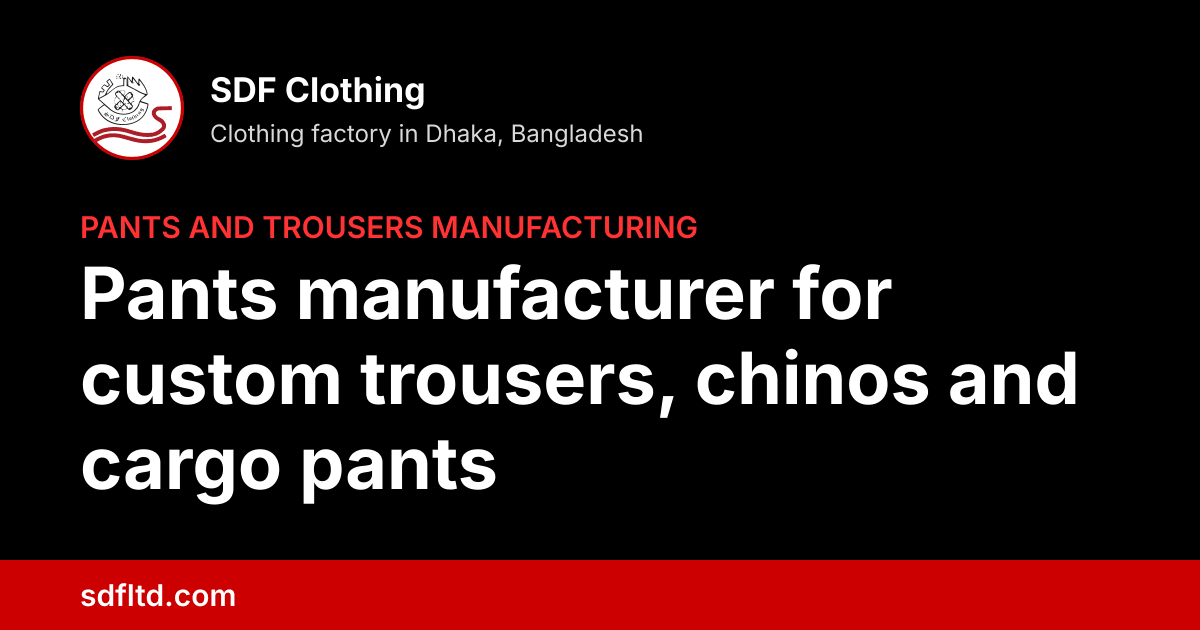 SDF Clothing
Clothing factory in Dhaka, Bangladesh
PANTS AND TROUSERS MANUFACTURING
Pants manufacturer for
custom trousers, chinos and
cargo pants
sdfltd.com